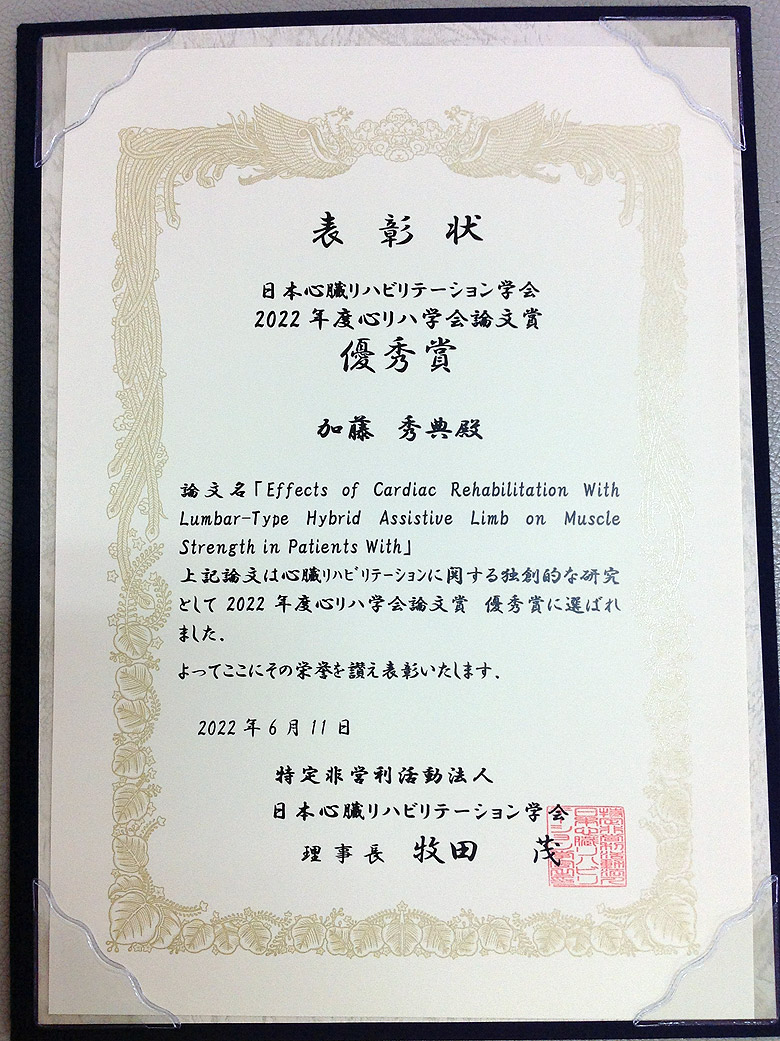 表彰状
日本心臓リハビリテーション学会
2022年度心リハ学会論文賞
優秀賞
加藤 秀典殿
論文名「Effects of Cardiac Rehabilitation With
Lumbar-Type Hybrid Assistive Limb on Muscle
Strength in Patients With」
上記論文は心臓リハビリテーションに関する独創的な研究
として2022年度心リハ学会論文賞 優秀賞に選ばれ
ました.
よってここにその栄誉を讃え表彰いたします.
2022年6月11日
特定非営利活動法人
日本心臓リハビリテーション学会
理事長 牧田 茂